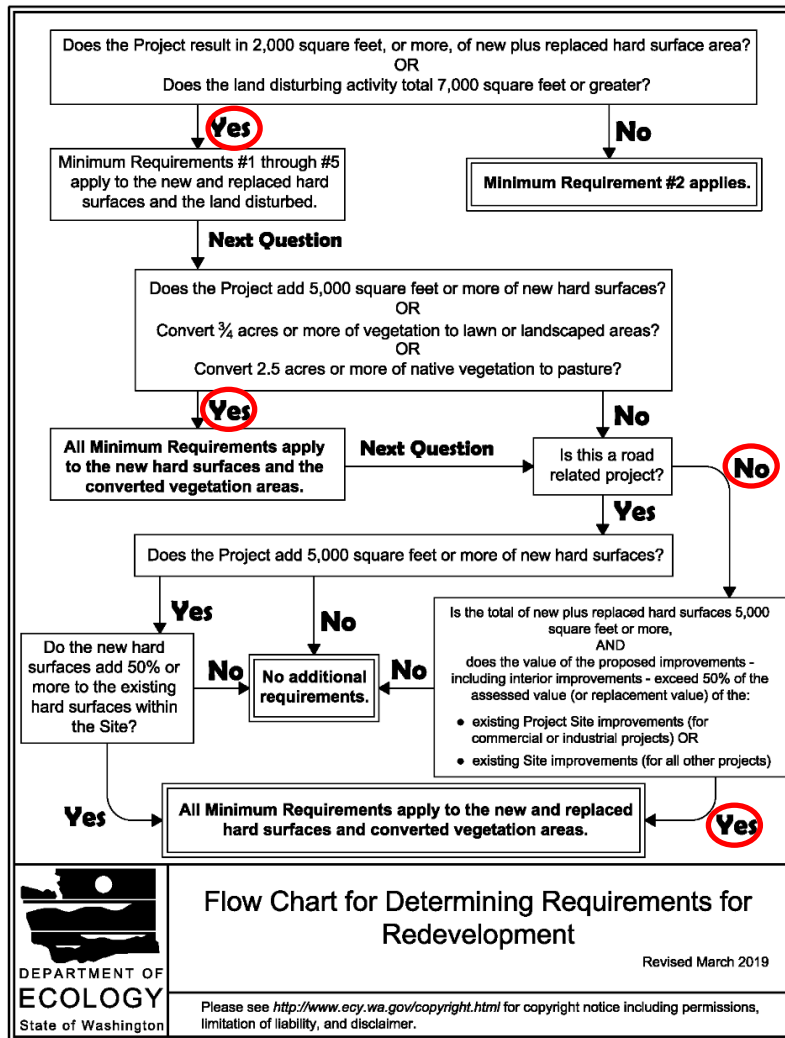 Does the Project result in 2,000 square feet, or more, of new plus replaced hard surface area?
OR
Does the land disturbing activity total 7,000 square feet or greater?
Yes
No
Minimum Requirements #1 through #5
apply to the new and replaced hard
surfaces and the land disturbed.
Minimum Requirement #2 applies.
Next Question
Does the Project add 5,000 square feet or more of new hard surfaces?
OR
Convert ¾ acres or more of vegetation to lawn or landscaped areas?
OR
Convert 2.5 acres or more of native vegetation to pasture?
Yes
No
All Minimum Requirements apply
to the new hard surfaces and the
converted vegetation areas.
Next Question
Is this a road
related project?
No
Yes
Does the Project add 5,000 square feet or more of new hard surfaces?
Yes
No
Do the new hard
surfaces add 50% or
more to the existing
hard surfaces within
the Site?
No
No additional
requirements.
No
Is the total of new plus replaced hard surfaces 5,000
square feet or more,
AND
does the value of the proposed improvements -
including interior improvements - exceed 50% of the
assessed value (or replacement value) of the:
● existing Project Site improvements (for
commercial or industrial projects) OR
● existing Site improvements (for all other projects)
Yes
All Minimum Requirements apply to the new and replaced
hard surfaces and converted vegetation areas.
Yes
DEPARTMENT OF
ECOLOGY
State of Washington
Flow Chart for Determining Requirements for
Redevelopment
Revised March 2019
Please see http://www.ecy.wa.gov/copyright.html for copyright notice including permissions,
limitation of liability, and disclaimer.